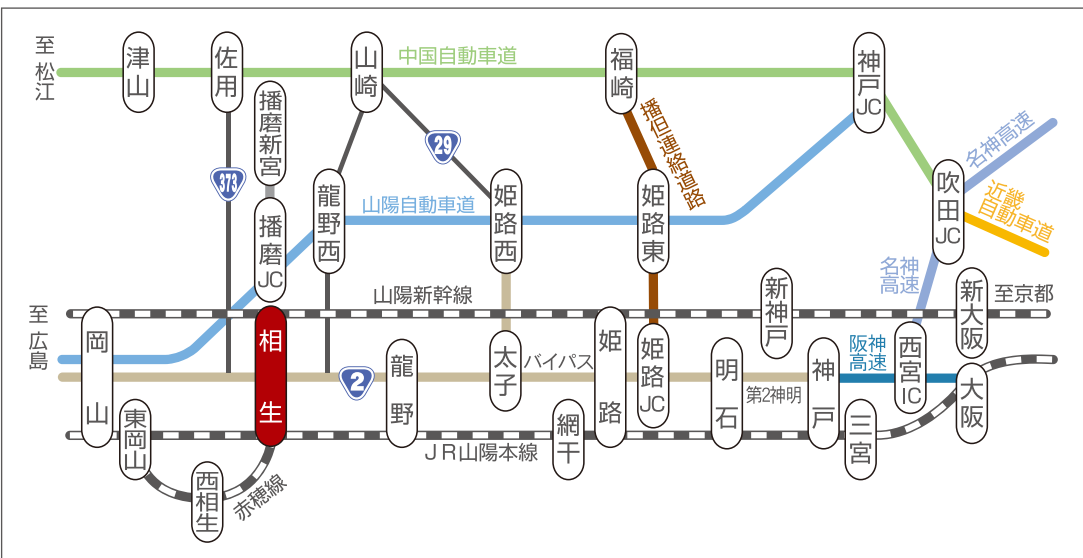 至松江
津山
佐用
山崎
中国自動車道
福崎
神戸JC
播磨新宮
29
播但連絡道路
名神高速
373
龍野西
山陽自動車道
姫路西
姫路東
吹田JC
近畿
自動車道
播磨JC
名神
高速
山陽新幹線
新神戸
新大阪
至京都
至広島
岡山
相生
龍野
太子
バイパス
姫路
姫路JC
明石
第2神明
神戸
阪神
高速
西宮IC
大阪
2
東岡山
西相生
赤穂線
JR山陽本線
網干
三宮